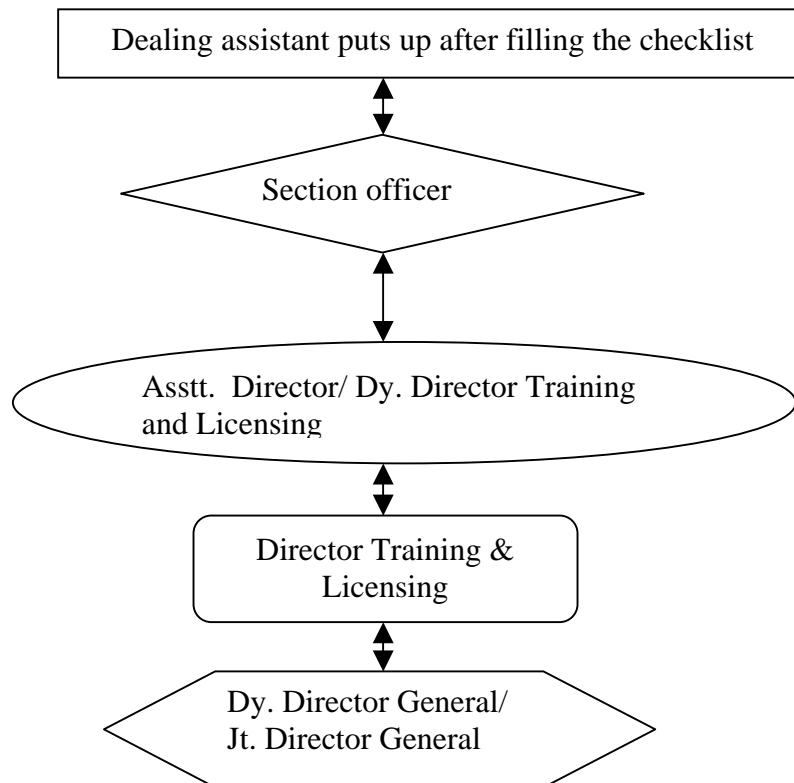 Dealing assistant puts up after filling the checklist
Section officer
Asstt. Director/ Dy. Director Training
and Licensing
Director Training &
Licensing
Dy. Director General/
Jt. Director General